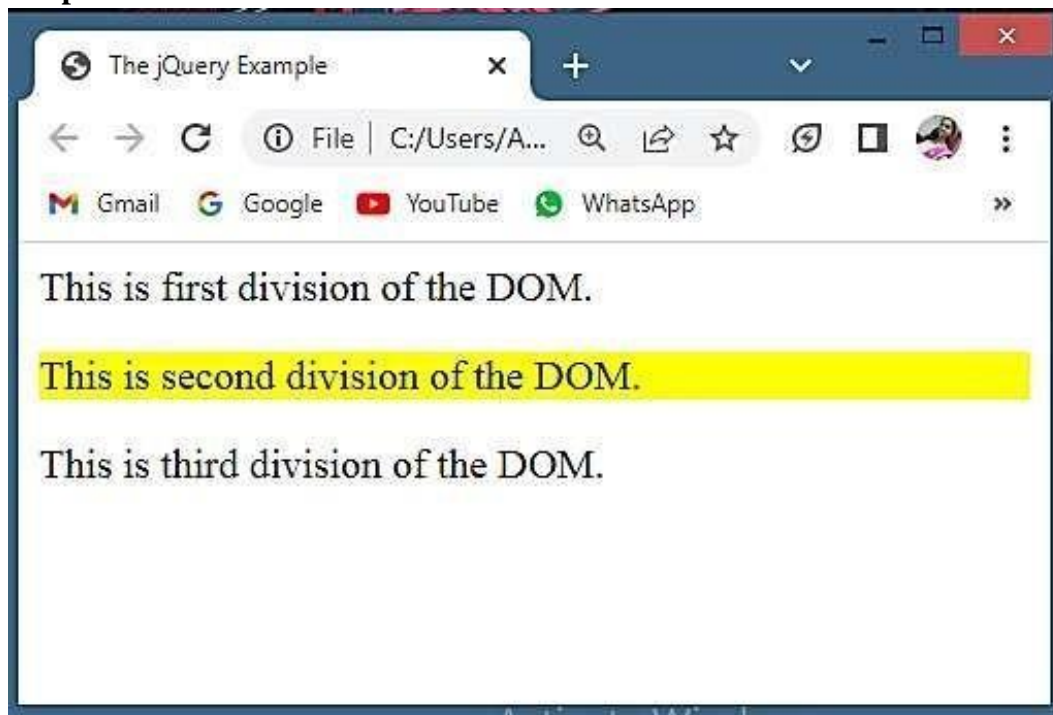 The jQuery Example
File | C:/Users/A...
Gmail Google YouTube WhatsApp
This is first division of the DOM.
This is second division of the DOM.
This is third division of the DOM.